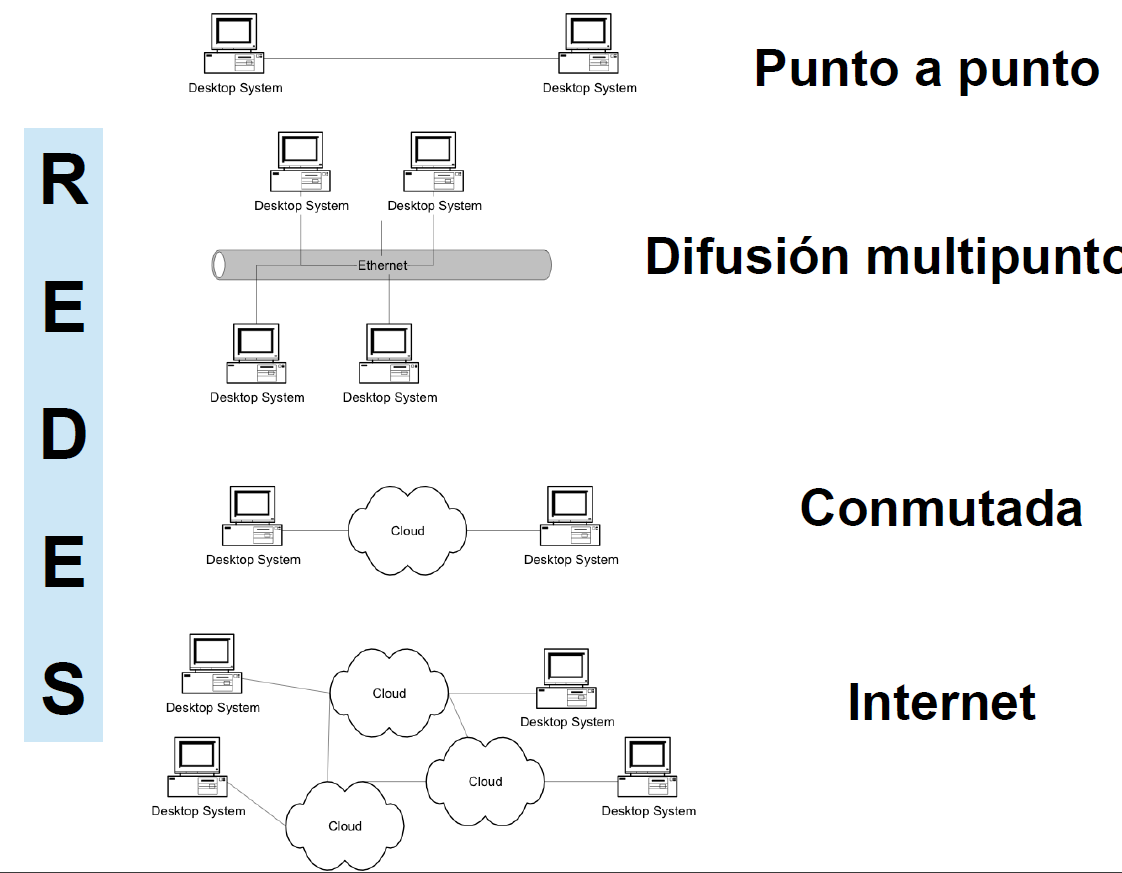 Desktop System
Desktop System
Punto a punto
R
E
D
E
S
Desktop System
Desktop System
Ethernet
Difusión multipunto
Desktop System
Desktop System
Cloud
Desktop System
Desktop System
Conmutada
Cloud
Desktop System
Desktop System
Internet
Cloud
Desktop System
Desktop System
Cloud